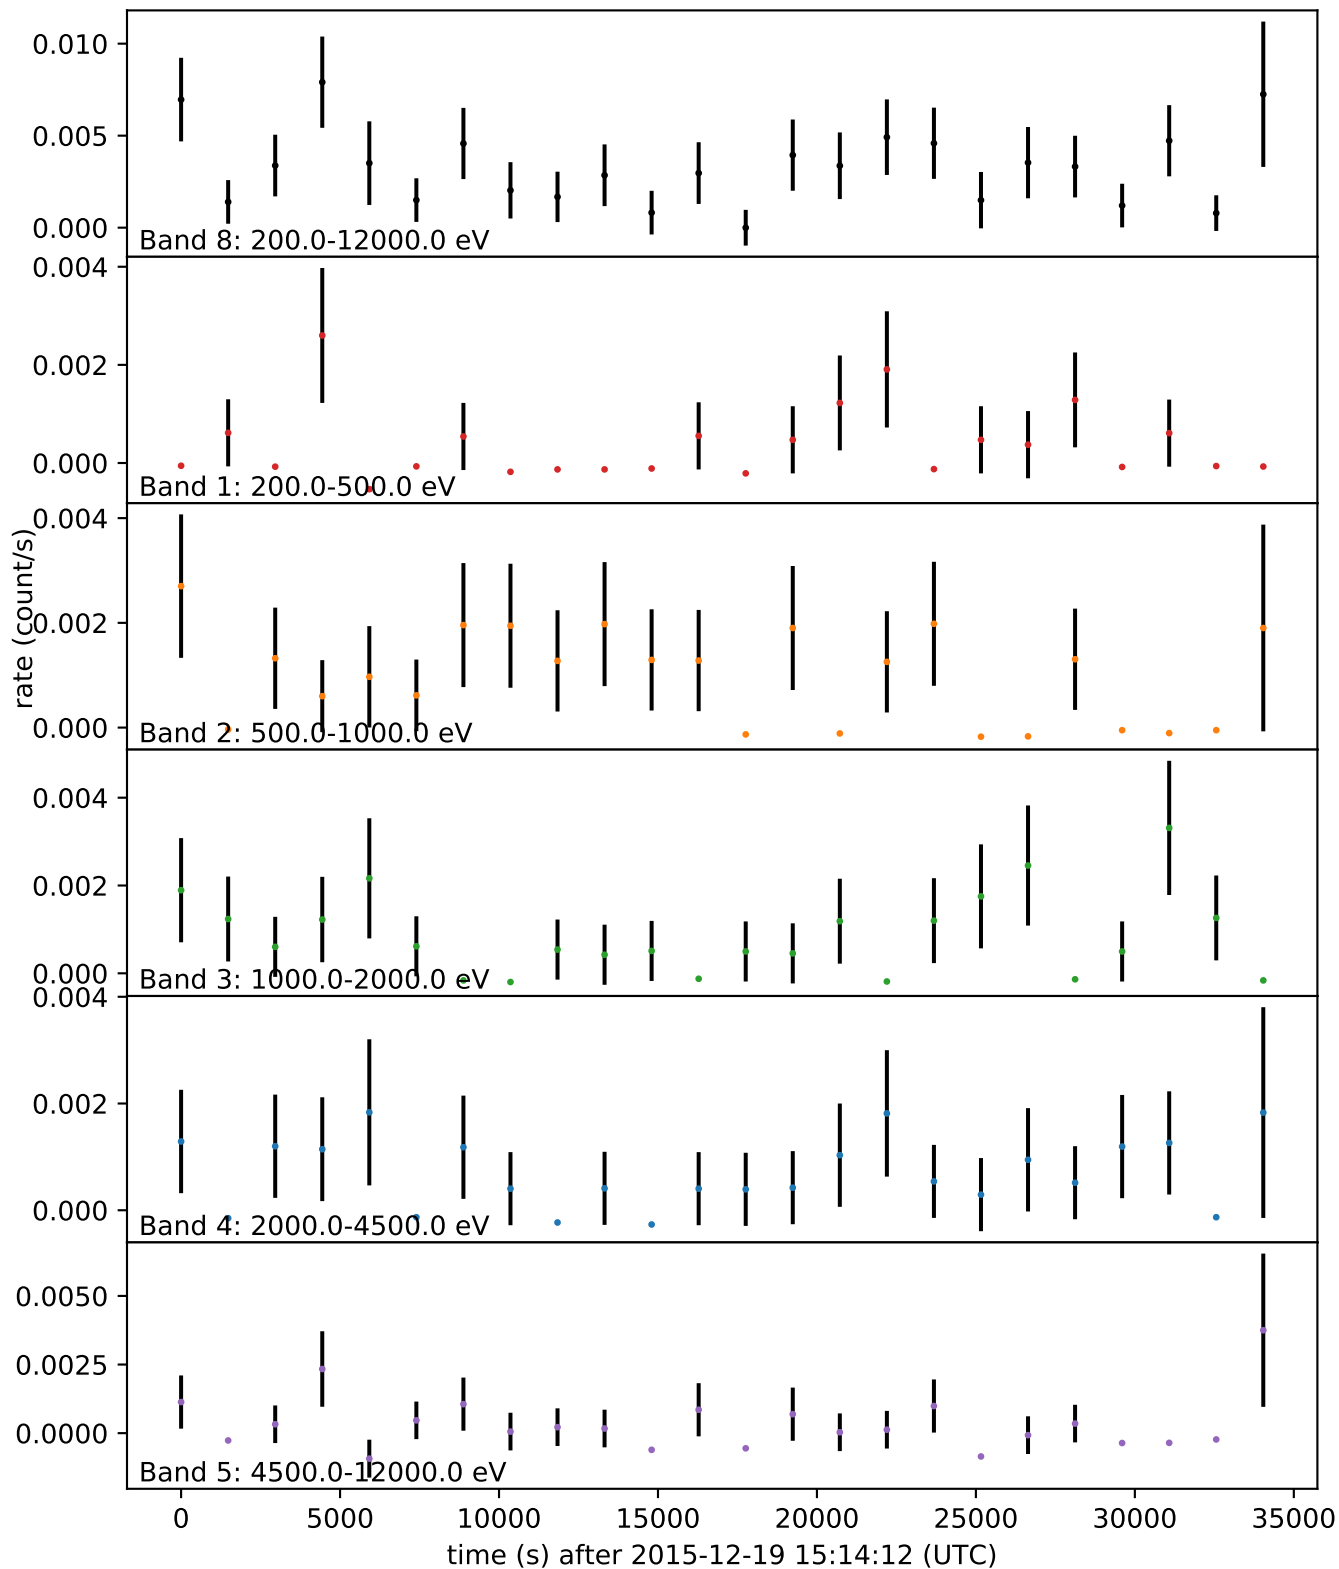 0.010
0.005
0.000
Band 8: 200.0-12000.0 eV
0.004
0.002
0.000
Band 1: 200.0-500.0 eV
rate (count/s)
0.004
0.002
0.000
Band 2: 500.0-1000.0 eV
0.004
0.002
0.000
Band 3: 1000.0-2000.0 eV
0.004
0.002
0.000
Band 4: 2000.0-4500.0 eV
0.0050
0.0025
0.0000
Band 5: 4500.0-12000.0 eV
0 5000 10000 15000 20000 25000 30000 35000
time (s) after 2015-12-19 15:14:12 (UTC)